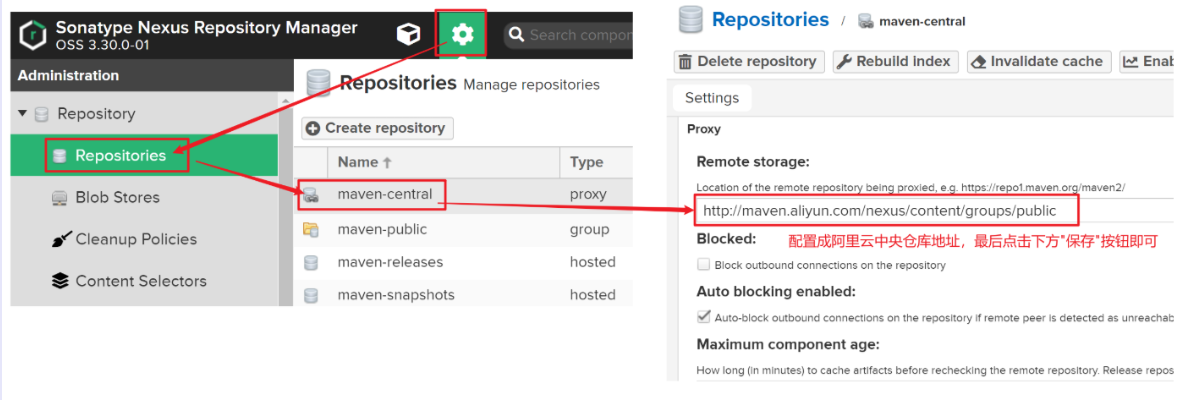 Sonatype Nexus Repository Manager
OSS 3.30.0-01
Search compon
Administration
Repository
Repositories
Blob Stores
Cleanup Policies
Content Selectors
Repositories Manage repositories
Create repository
Name Type
maven-central proxy
maven-public group
maven-releases hosted
maven-snapshots hosted
Repositories / maven-central
Delete repository Rebuild index Invalidate cache Enab
Settings
Proxy
Remote storage:
Location of the remote repository being proxied, e.g. https://repo1.maven.org/maven2/
http://maven.aliyun.com/nexus/content/groups/public
Blocked: 配置成阿里云中央仓库地址，最后点击下方"保存"按钮即可
Block outbound connections on the repository
Auto blocking enabled:
Auto-block outbound connections on the repository if remote peer is detected as unreachab
Maximum component age:
How long (in minutes) to cache artifacts before rechecking the remote repository. Release repos